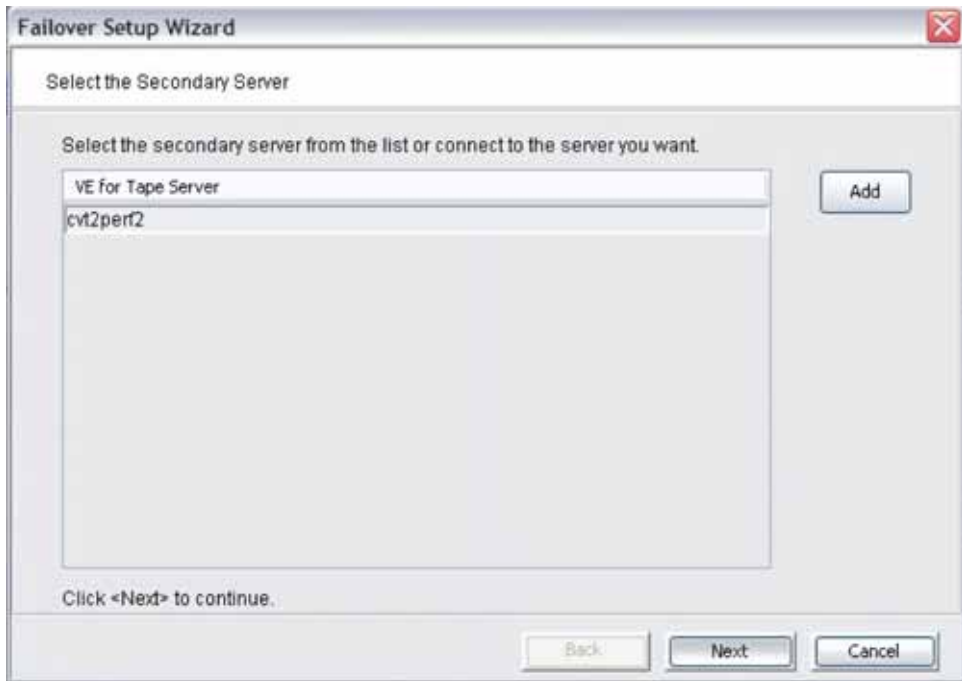 Failover Setup Wizard
Select the Secondary Server
Select the secondary server from the list or connect to the server you want.
VE for Tape Server
Add
cvt2perf2
Click <Next> to continue.
Back
Next
Cancel